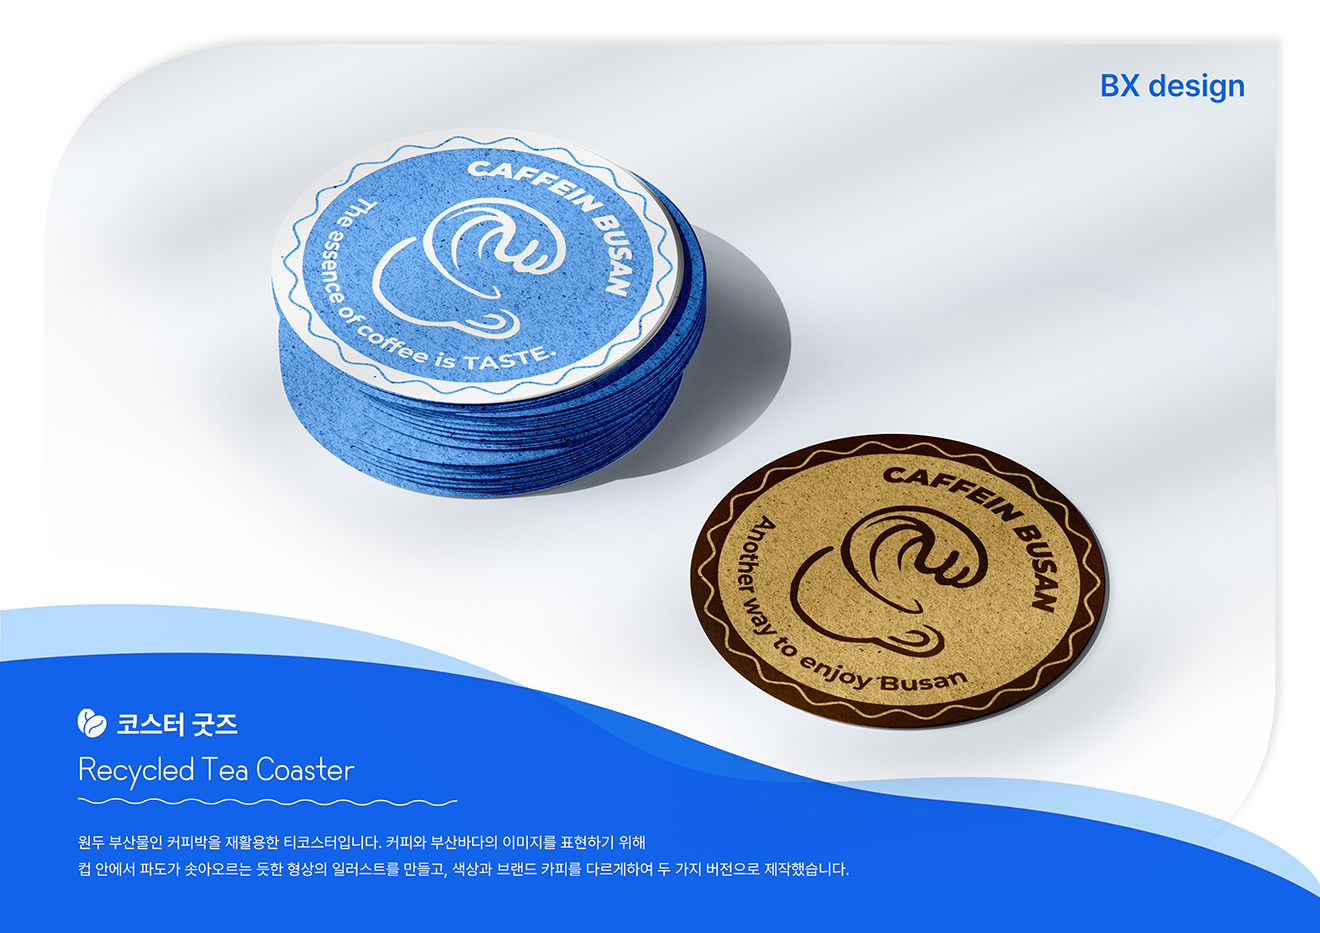 BX design
CAFFEIN BUSAN
The essence of coffee is TASTE.
CAFFEIN BUSAN
Another way to enjoy Busan
코스터 굿즈
Recycled Tea Coaster
원두 부산물인 커피박을 재활용한 티코스터입니다. 커피와 부산바다의 이미지를 표현하기 위해
컵 안에서 파도가 솟아오르는 듯한 형상의 일러스트를 만들고, 색상과 브랜드 카피를 다르게하여 두 가지 버전으로 제작했습니다.